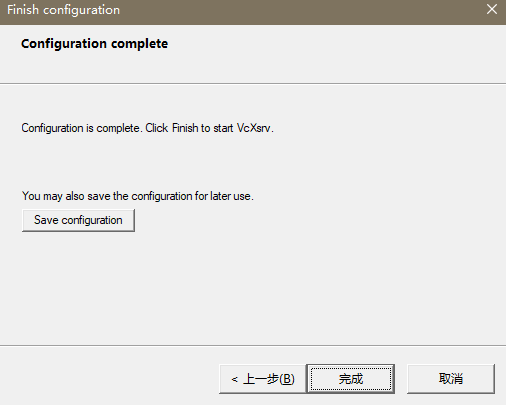 Finish configuration
Configuration complete
Configuration is complete. Click Finish to start VcXsrv.
You may also save the configuration for later use.
Save configuration
< 上一步(B)
完成
取消